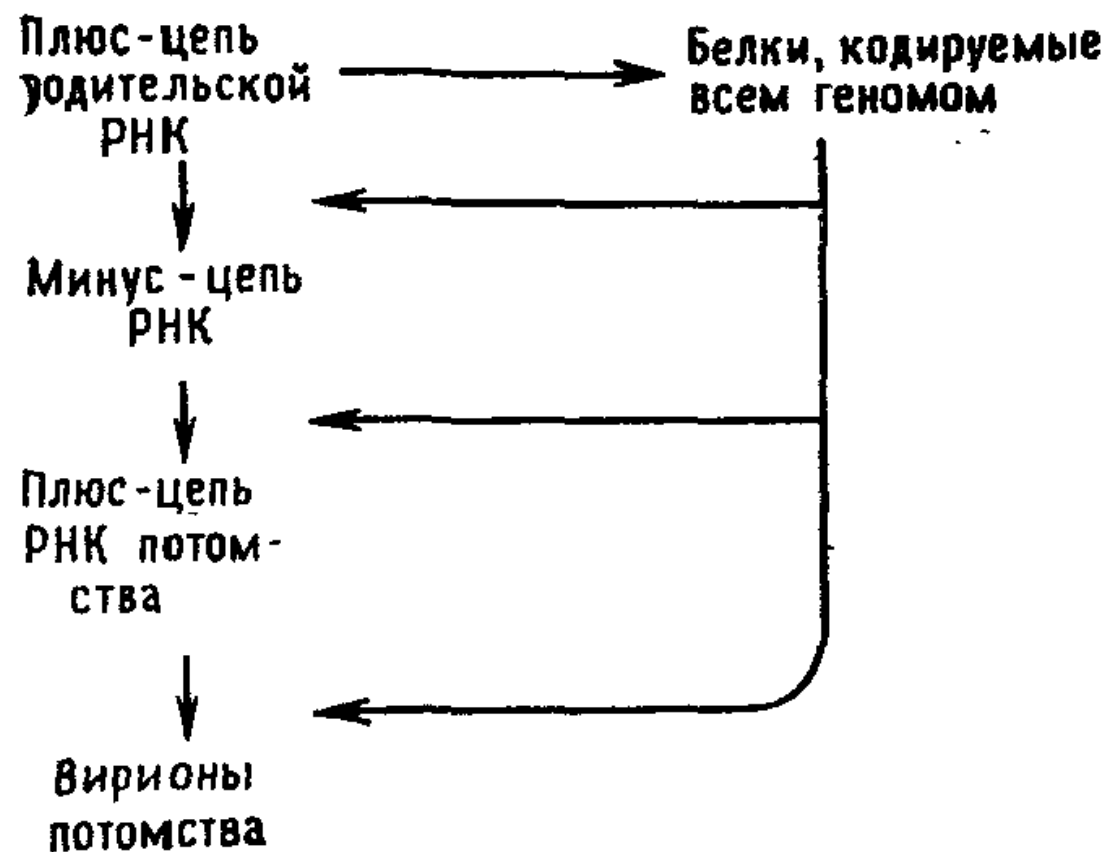 Плюс-цепь
родительской
РНК
Белки, кодируемые
всем геномом
Минус-цепь
РНК
Плюс-цепь
РНК потом-
ства
Вирионы
потомства